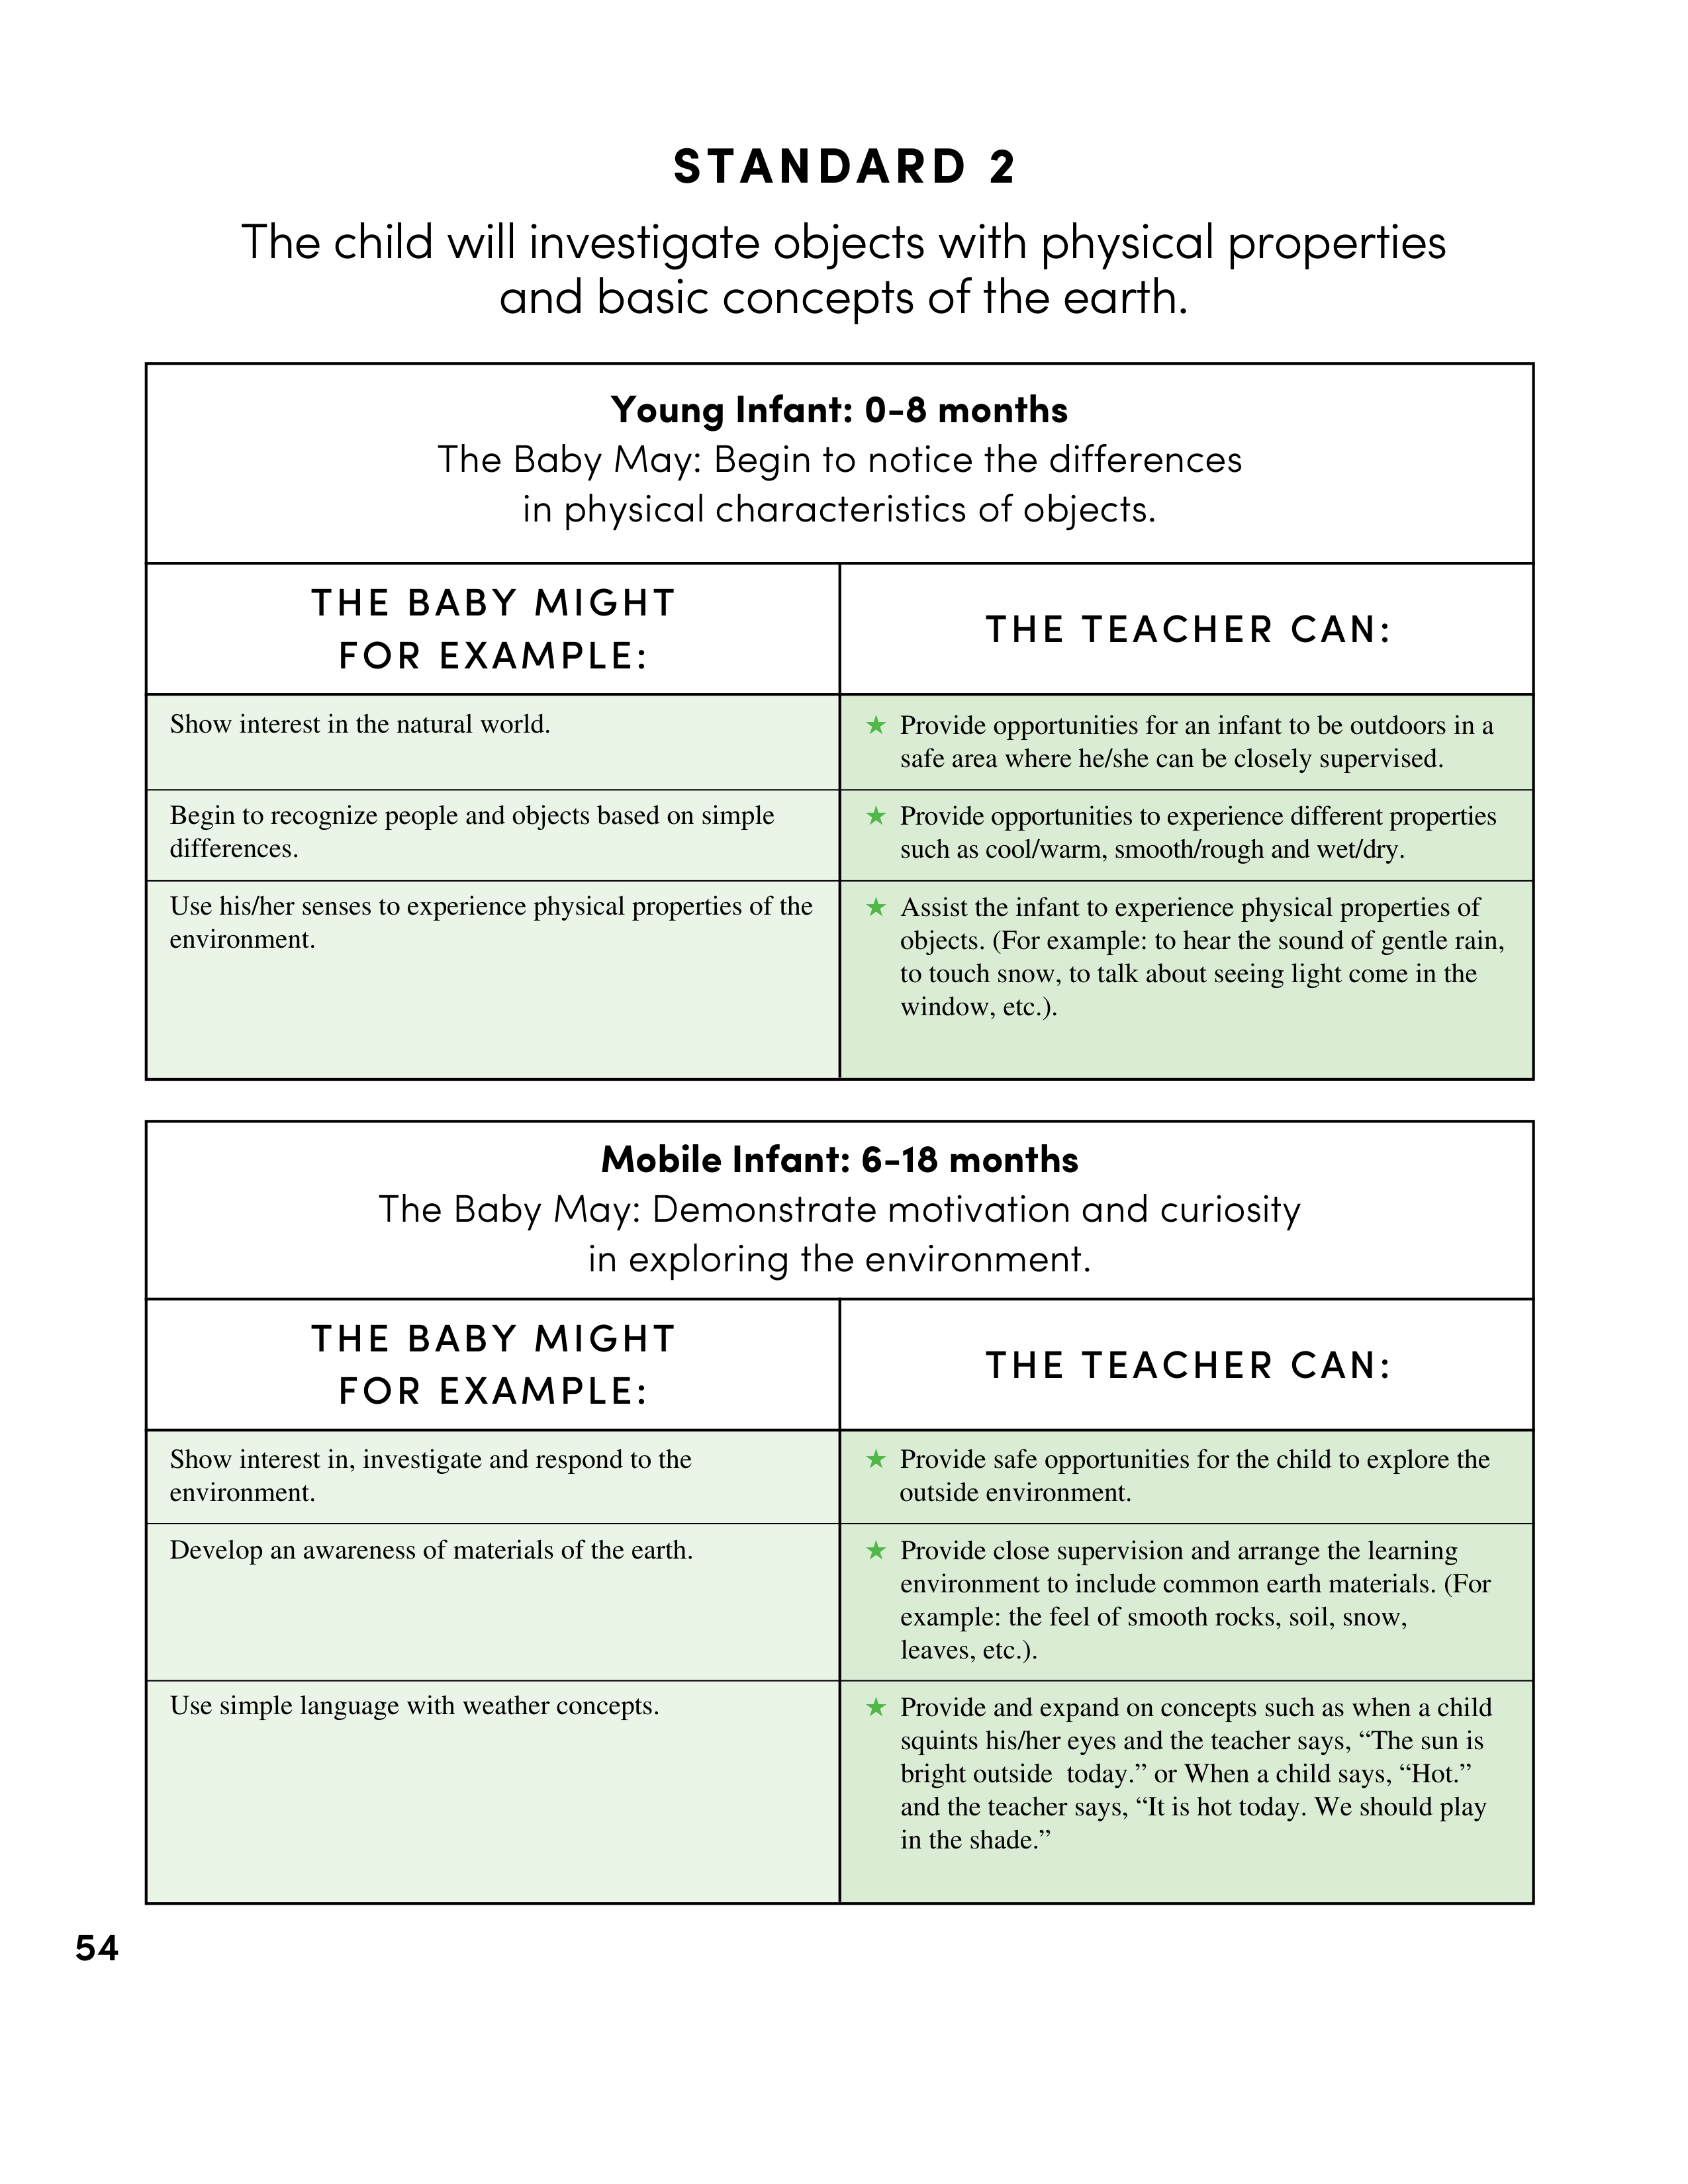 STANDARD 2
The child will investigate objects with physical properties
and basic concepts of the earth.
Young Infant: 0-8 months
The Baby May: Begin to notice the differences
in physical characteristics of objects.
THE BABY MIGHT
FOR EXAMPLE:
THE TEACHER CAN:
Show interest in the natural world.
★ Provide opportunities for an infant to be outdoors in a
safe area where he/she can be closely supervised.
Begin to recognize people and objects based on simple
differences.
★ Provide opportunities to experience different properties
such as cool/warm, smooth/rough and wet/dry.
Use his/her senses to experience physical properties of the
environment.
★ Assist the infant to experience physical properties of
objects. (For example: to hear the sound of gentle rain,
to touch snow, to talk about seeing light come in the
window, etc.).
Mobile Infant: 6-18 months
The Baby May: Demonstrate motivation and curiosity
in exploring the environment.
THE BABY MIGHT
FOR EXAMPLE:
THE TEACHER CAN:
Show interest in, investigate and respond to the
environment.
★ Provide safe opportunities for the child to explore the
outside environment.
Develop an awareness of materials of the earth.
★ Provide close supervision and arrange the learning
environment to include common earth materials. (For
example: the feel of smooth rocks, soil, snow,
leaves, etc.).
Use simple language with weather concepts.
★ Provide and expand on concepts such as when a child
squints his/her eyes and the teacher says, “The sun is
bright outside  today.” or When a child says, “Hot.”
and the teacher says, “It is hot today. We should play
in the shade.”
54